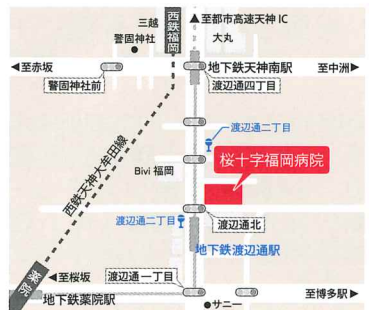 ▲至都市高速天神IC
三越
西鉄福岡
大丸
警固神社
◀至赤坂
地下鉄天神南駅
至中洲▶
警固神社前
渡辺通四丁目
渡辺通二丁目
桜十字福岡病院
Bivi 福岡
西鉄天神大牟田線
渡辺通二丁目
渡辺通北
地下鉄渡辺通駅
薬院
◀至桜坂
渡辺通一丁目
地下鉄薬院駅
至博多駅▶
●サニー